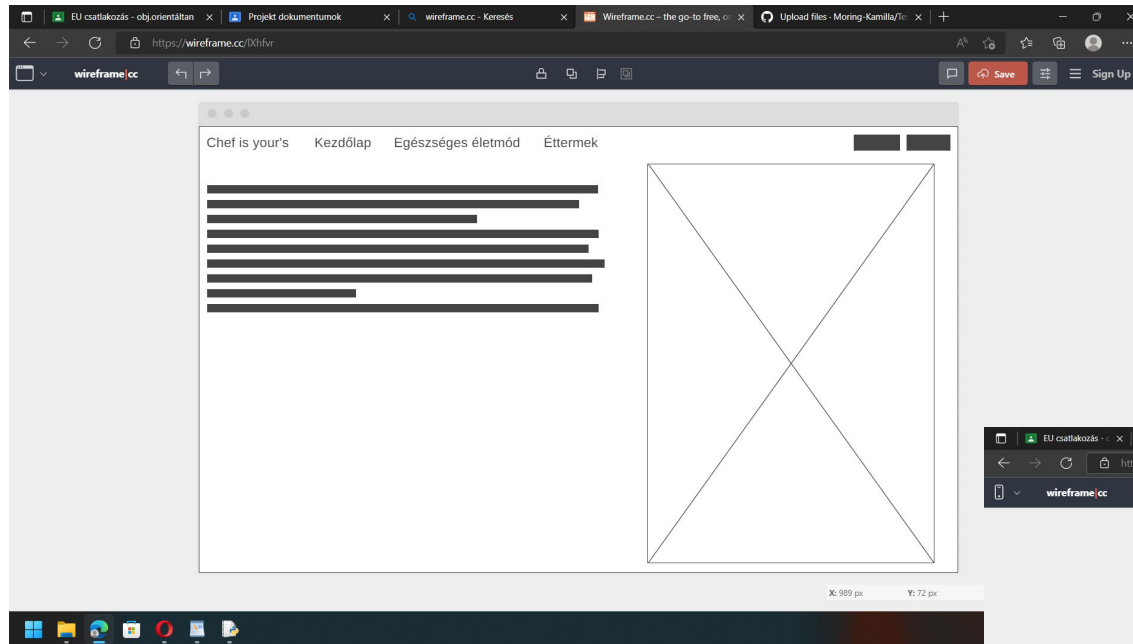 EU csatlakozás - obj.orientáltan
Projekt dokumentumok
wireframe.cc - Keresés
Wireframe.cc – the go-to free, or
Upload files · Moring-Kamilla/Te
https://wireframe.cc/lXhfvr
wireframe|cc
Save
Sign Up
Chef is your's Kezdőlap Egészséges életmód Éttermek
EU csatlakozás - o
htt
wireframe|cc
X: 989 px Y: 72 px